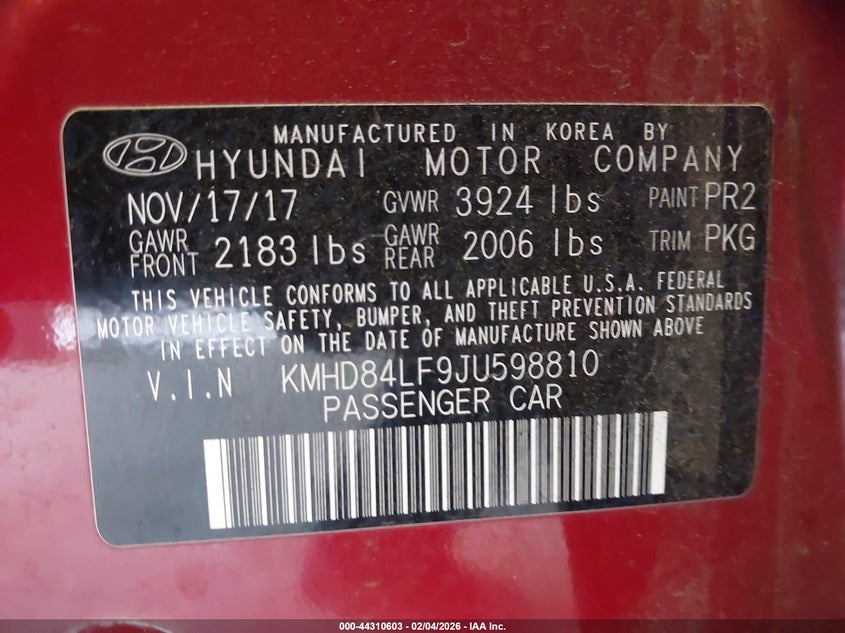 MANUFACTURED IN KOREA BY
HYUNDAI MOTOR COMPANY
NOV/17/17 GVWR 3924 lbs PAINT PR2
GAWR FRONT 2183 lbs GAWR REAR 2006 lbs TRIM PKG
THIS VEHICLE CONFORMS TO ALL APPLICABLE U.S.A. FEDERAL
MOTOR VEHICLE SAFETY, BUMPER, AND THEFT PREVENTION STANDARDS
IN EFFECT ON THE DATE OF MANUFACTURE SHOWN ABOVE
V.I.N KMHD84LF9JU598810
PASSENGER CAR
000-44310603 - 02/04/2026 - IAA Inc.